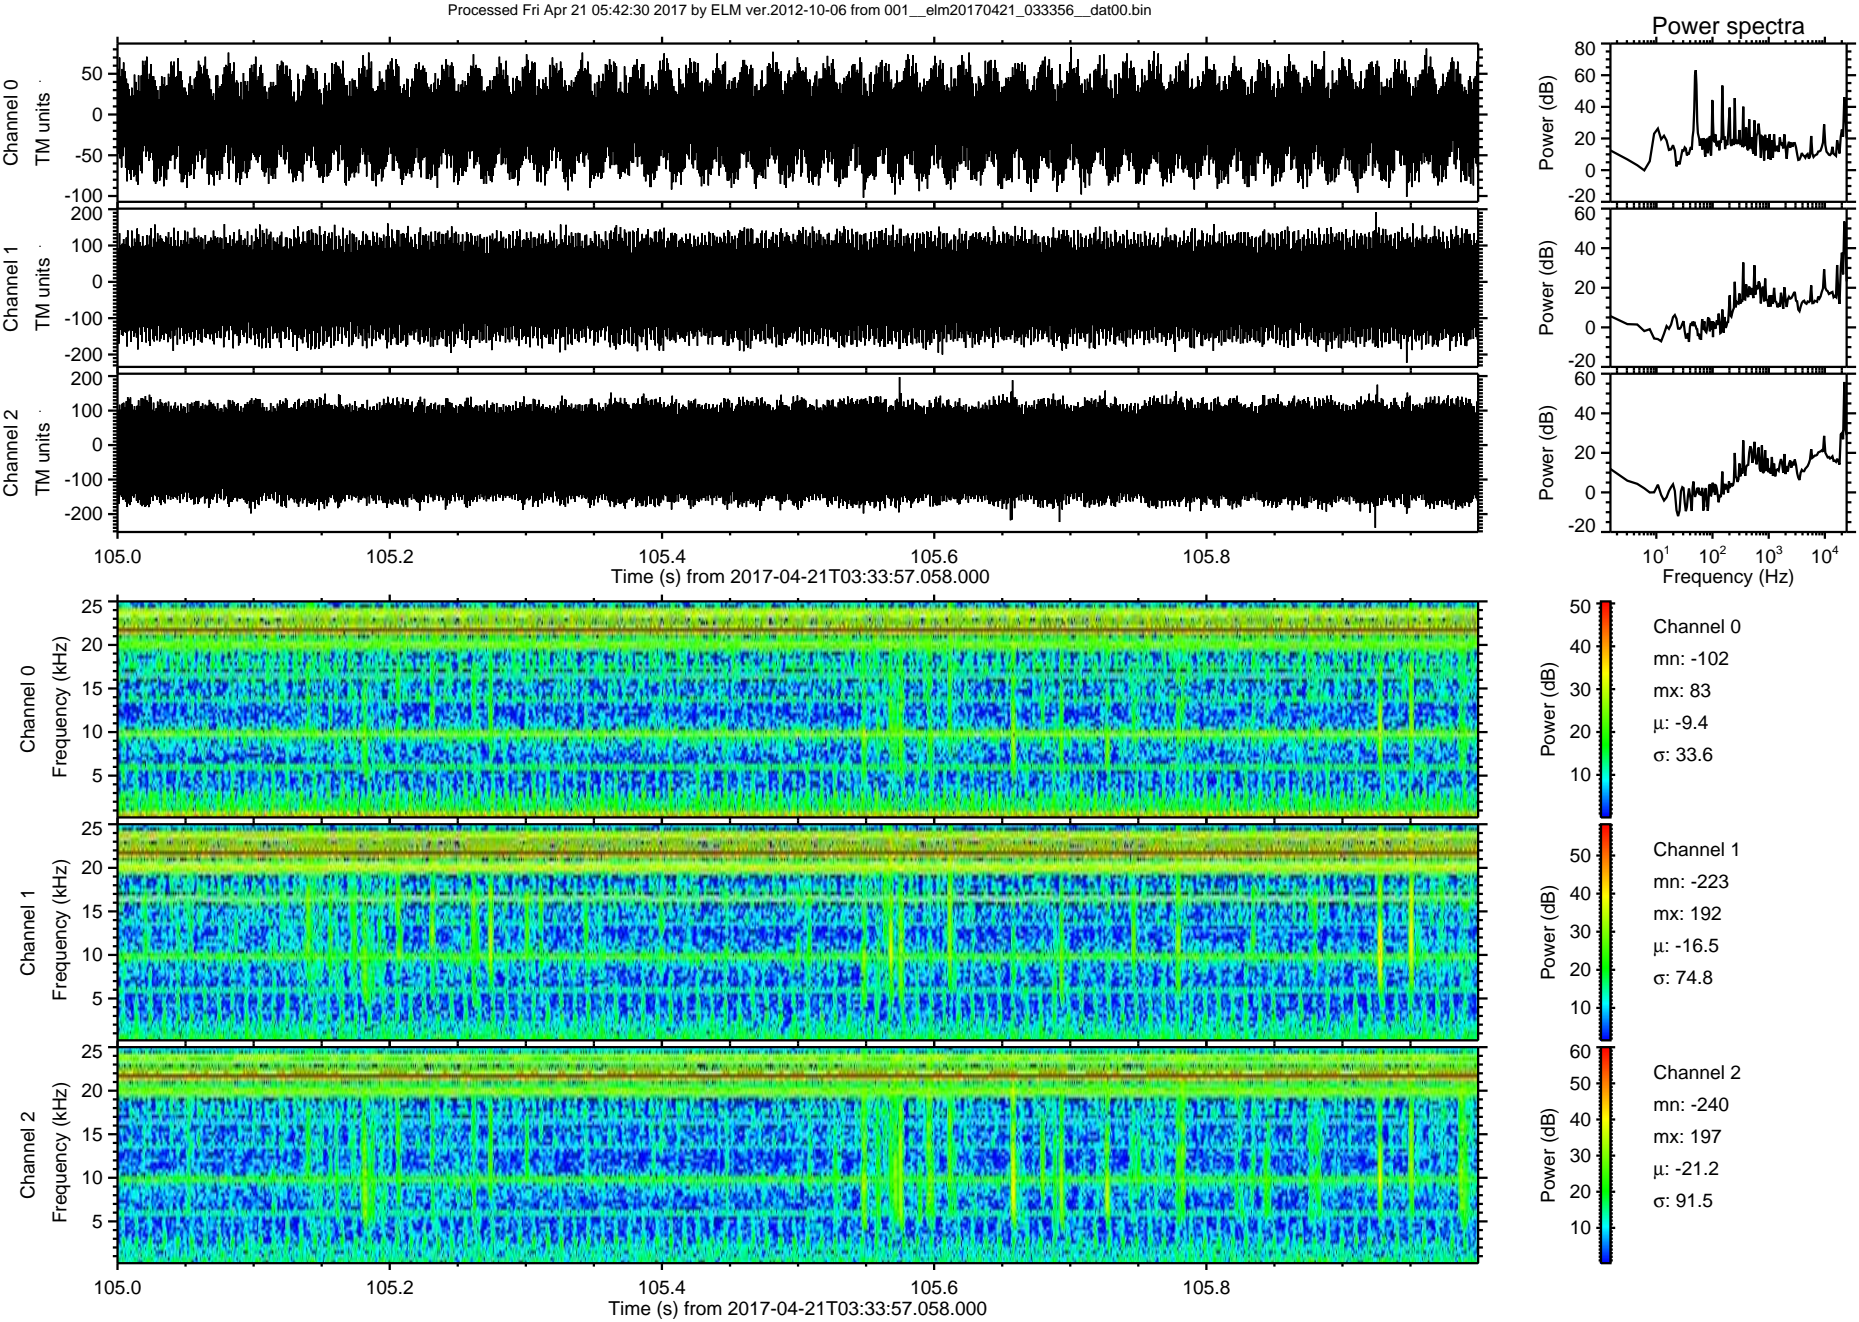 Processed Fri Apr 21 05:42:30 2017 by ELM ver.2012-10-06 from 001__elm20170421_033356__dat00.bin
Power spectra
Channel 0
TM units
50
0
-50
-100
Power (dB)
80
60
40
20
0
-20
Channel 1
TM units
200
100
0
-100
-200
Power (dB)
60
40
20
0
-20
Channel 2
TM units
200
100
0
-100
-200
Power (dB)
60
40
20
0
-20
105.0 105.2 105.4 105.6 105.8
Time (s) from 2017-04-21T03:33:57.058.000
10¹ 10² 10³ 10⁴
Frequency (Hz)
Channel 0
Frequency (kHz)
25
20
15
10
5
Power (dB)
50
40
30
20
10
Channel 0
mn: -102
mx: 83
μ: -9.4
σ: 33.6
Channel 1
Frequency (kHz)
25
20
15
10
5
Power (dB)
50
40
30
20
10
Channel 1
mn: -223
mx: 192
μ: -16.5
σ: 74.8
Channel 2
Frequency (kHz)
25
20
15
10
5
Power (dB)
60
50
40
30
20
10
Channel 2
mn: -240
mx: 197
μ: -21.2
σ: 91.5
105.0 105.2 105.4 105.6 105.8
Time (s) from 2017-04-21T03:33:57.058.000